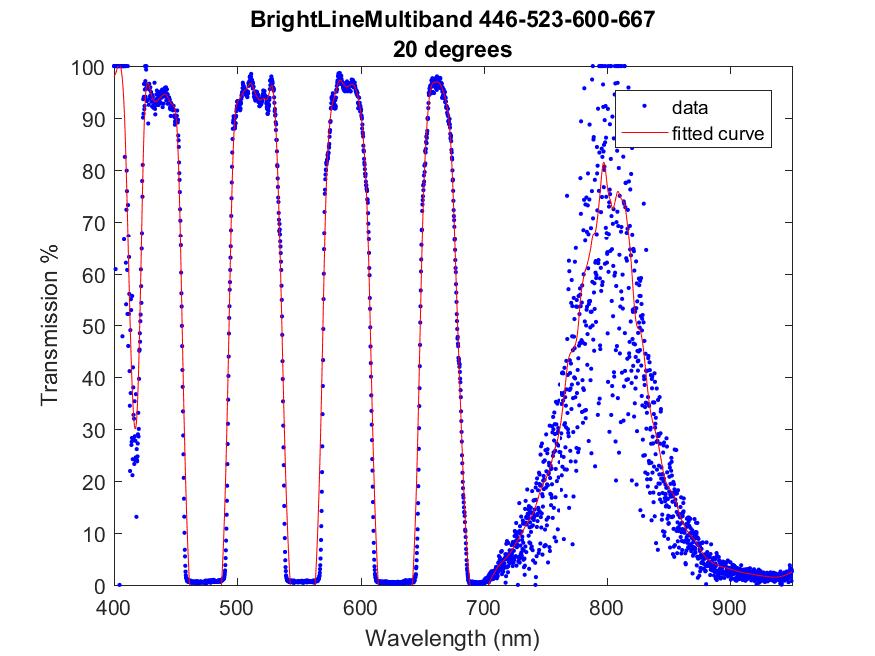 BrightLineMultiband 446-523-600-667
20 degrees
100
90
80
70
60
50
40
30
20
10
0
Transmission %
data
fitted curve
400
500
600
700
800
900
Wavelength (nm)